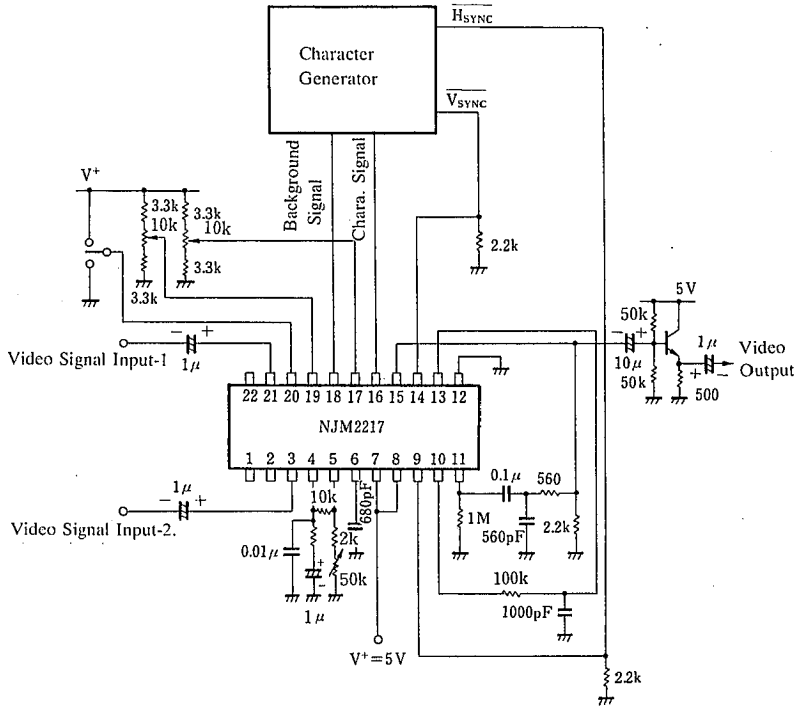 H̅S̅Y̅N̅C̅
Character
Generator
V̅S̅Y̅N̅C̅
Background
Signal
Chara. Signal
V⁺
3.3k
3.3k
10k
10k
3.3k
3.3k
2.2k
5V
50k
Video Signal Input-1
− +
1μ
− +
10μ
50k
1μ
+ −
500
Video
Output
22 21 20 19 18 17 16 15 14 13 12
NJM2217
1 2 3 4 5 6 7 8 9 10 11
Video Signal Input-2.
− 1μ +
10k
680pF
0.01μ
2k
+
−
50k
1μ
0.1μ
560
1M
560pF
2.2k
100k
1000pF
V⁺=5V
2.2k